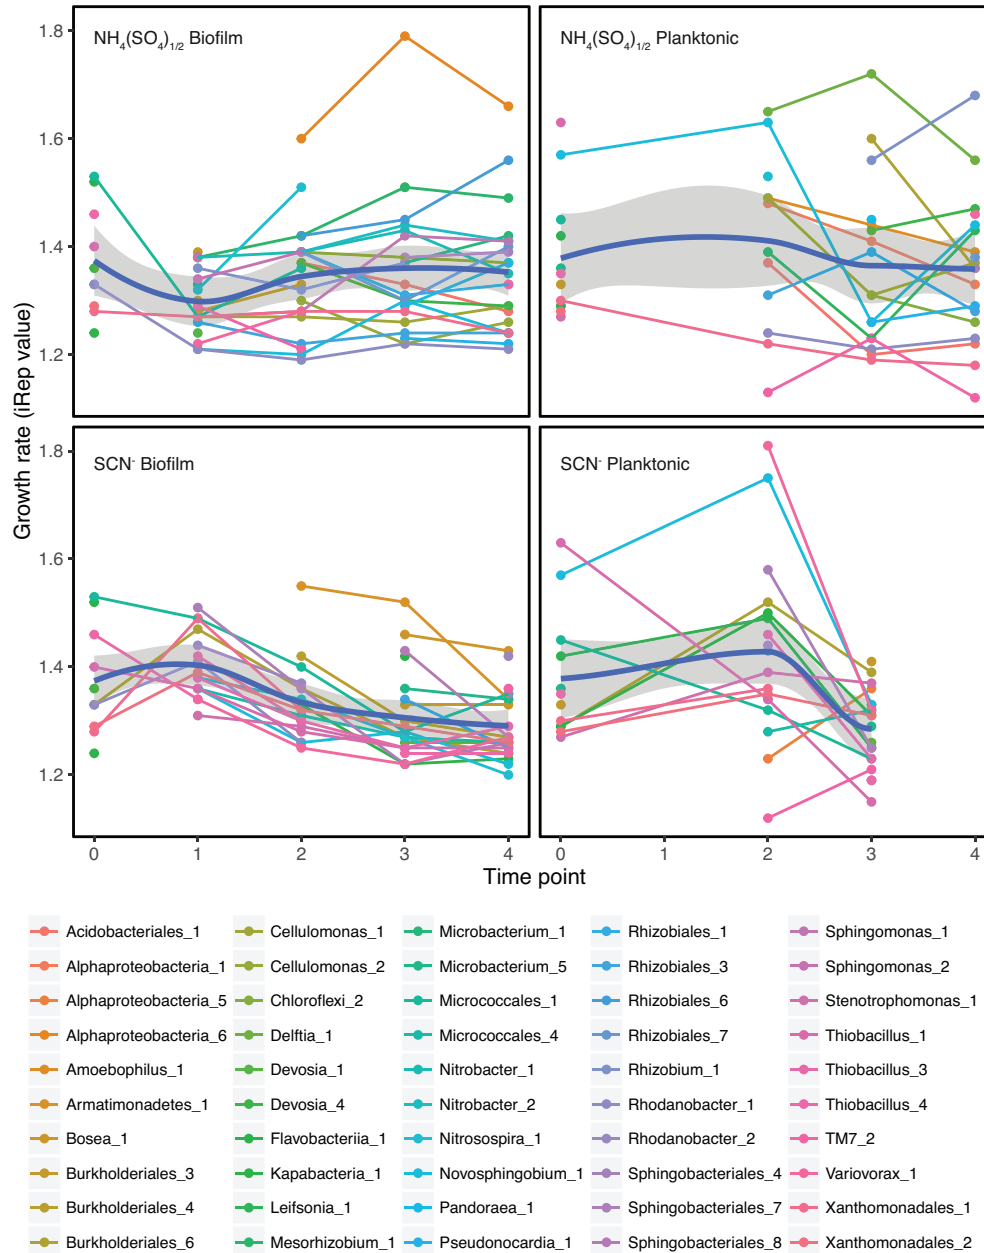 NH4(SO4)1/2 Biofilm
NH4(SO4)1/2 Planktonic
1.8
1.6
1.4
1.2
SCN- Biofilm
SCN- Planktonic
1.8
1.6
1.4
1.2
Growth rate (iRep value)
0 1 2 3 4
0 1 2 3 4
Time point
Acidobacteriales_1
Alphaproteobacteria_1
Alphaproteobacteria_5
Alphaproteobacteria_6
Amoebophilus_1
Armatimonadetes_1
Bosea_1
Burkholderiales_3
Burkholderiales_4
Burkholderiales_6
Cellulomonas_1
Cellulomonas_2
Chloroflexi_2
Delftia_1
Devosia_1
Devosia_4
Flavobacteriia_1
Kapabacteria_1
Leifsonia_1
Mesorhizobium_1
Microbacterium_1
Microbacterium_5
Micrococcales_1
Micrococcales_4
Nitrobacter_1
Nitrobacter_2
Nitrosospira_1
Novosphingobium_1
Pandoraea_1
Pseudonocardia_1
Rhizobiales_1
Rhizobiales_3
Rhizobiales_6
Rhizobiales_7
Rhizobium_1
Rhodanobacter_1
Rhodanobacter_2
Sphingobacteriales_4
Sphingobacteriales_7
Sphingobacteriales_8
Sphingomonas_1
Sphingomonas_2
Stenotrophomonas_1
Thiobacillus_1
Thiobacillus_3
Thiobacillus_4
TM7_2
Variovorax_1
Xanthomonadales_1
Xanthomonadales_2